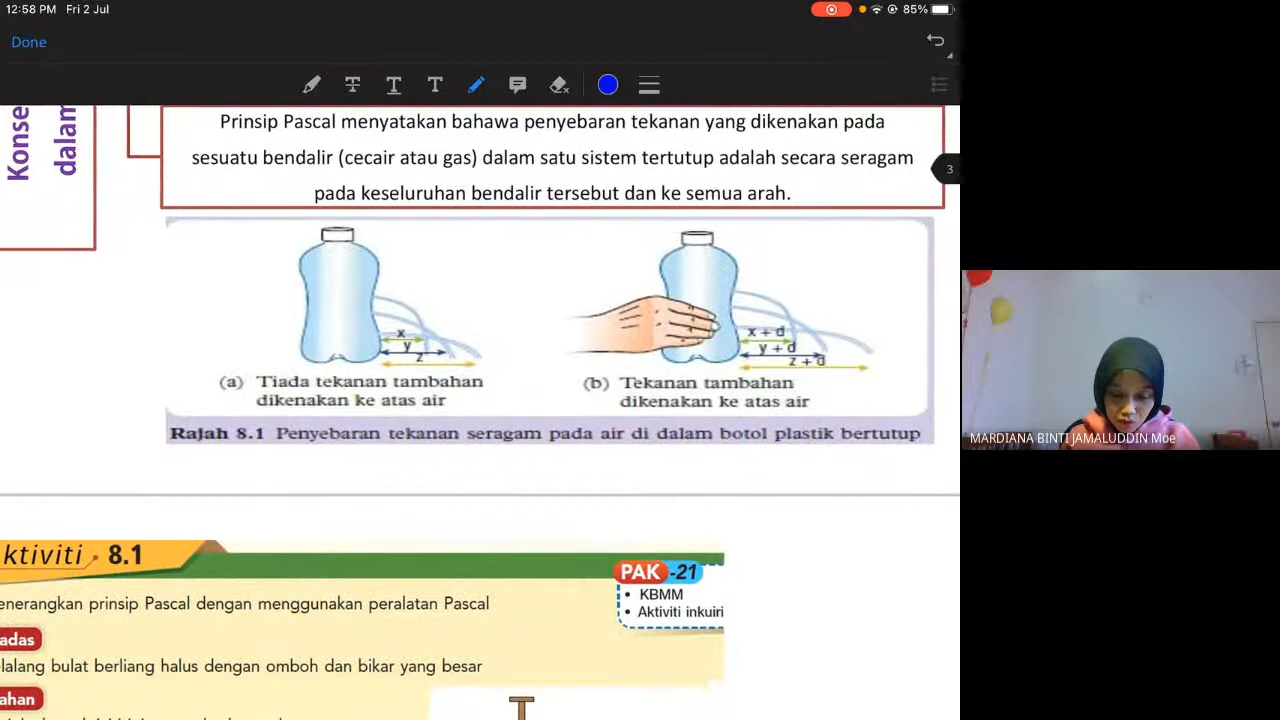 12:58 PM Fri 2 Jul
85%
Done
Konse
dalam
Prinsip Pascal menyatakan bahawa penyebaran tekanan yang dikenakan pada
sesuatu bendalir (cecair atau gas) dalam satu sistem tertutup adalah secara seragam
pada keseluruhan bendalir tersebut dan ke semua arah.
3
x
y
z
x + d
y + d
z + d
(a) Tiada tekanan tambahan
dikenakan ke atas air
(b) Tekanan tambahan
dikenakan ke atas air
Rajah 8.1 Penyebaran tekanan seragam pada air di dalam botol plastik bertutup
ktiviti 8.1
PAK-21
• KBMM
• Aktiviti inkuiri
enerangkan prinsip Pascal dengan menggunakan peralatan Pascal
adas
elalang bulat berliang halus dengan omboh dan bikar yang besar
ahan
MARDIANA BINTI JAMALUDDIN Moe